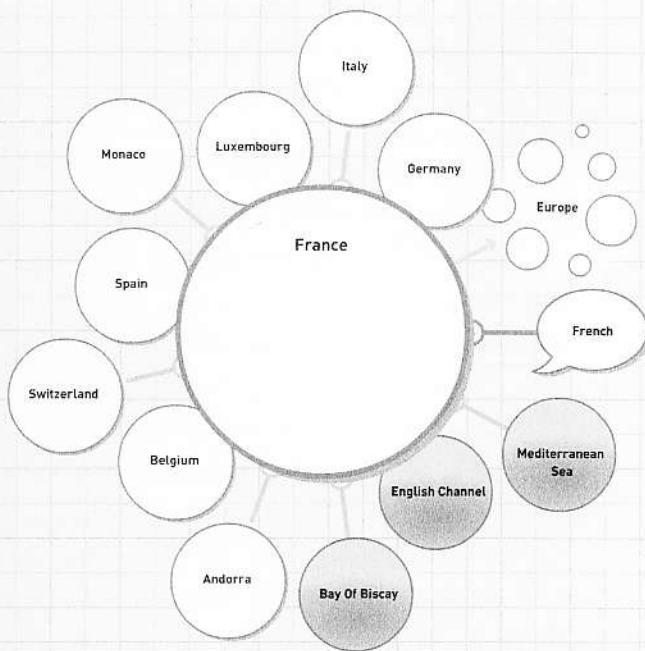 Italy
Monaco
Luxembourg
Germany
Europe
France
Spain
French
Switzerland
Belgium
Mediterranean
Sea
English Channel
Andorra
Bay Of Biscay